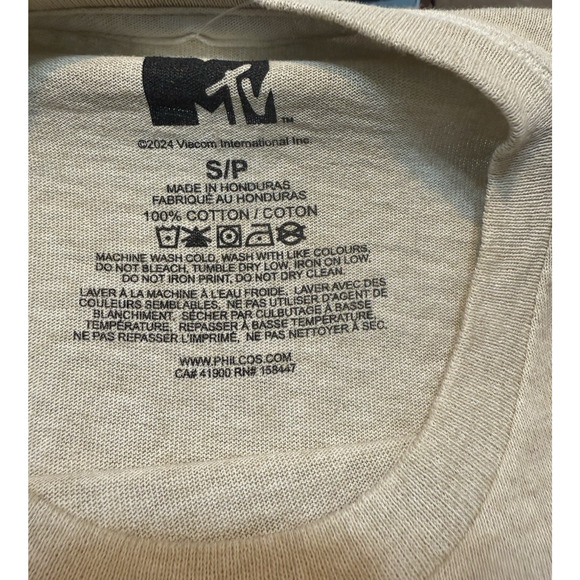 MTV
TM
©2024 Viacom International Inc.
S/P
MADE IN HONDURAS
FABRIQUÉ AU HONDURAS
100% COTTON / COTON
MACHINE WASH COLD, WASH WITH LIKE COLOURS,
DO NOT BLEACH, TUMBLE DRY LOW, IRON ON LOW,
DO NOT IRON PRINT, DO NOT DRY CLEAN.
LAVER À LA MACHINE À L'EAU FROIDE, LAVER AVEC DES
COULEURS SEMBLABLES, NE PAS UTILISER D'AGENT DE
BLANCHIMENT, SÉCHER PAR CULBUTAGE À BASSE
TEMPÉRATURE, REPASSER À BASSE TEMPÉRATURE,
NE PAS REPASSER L'IMPRIMÉ, NE PAS NETTOYER À SEC.
WWW.PHILCOS.COM
CA# 41900 RN# 158447